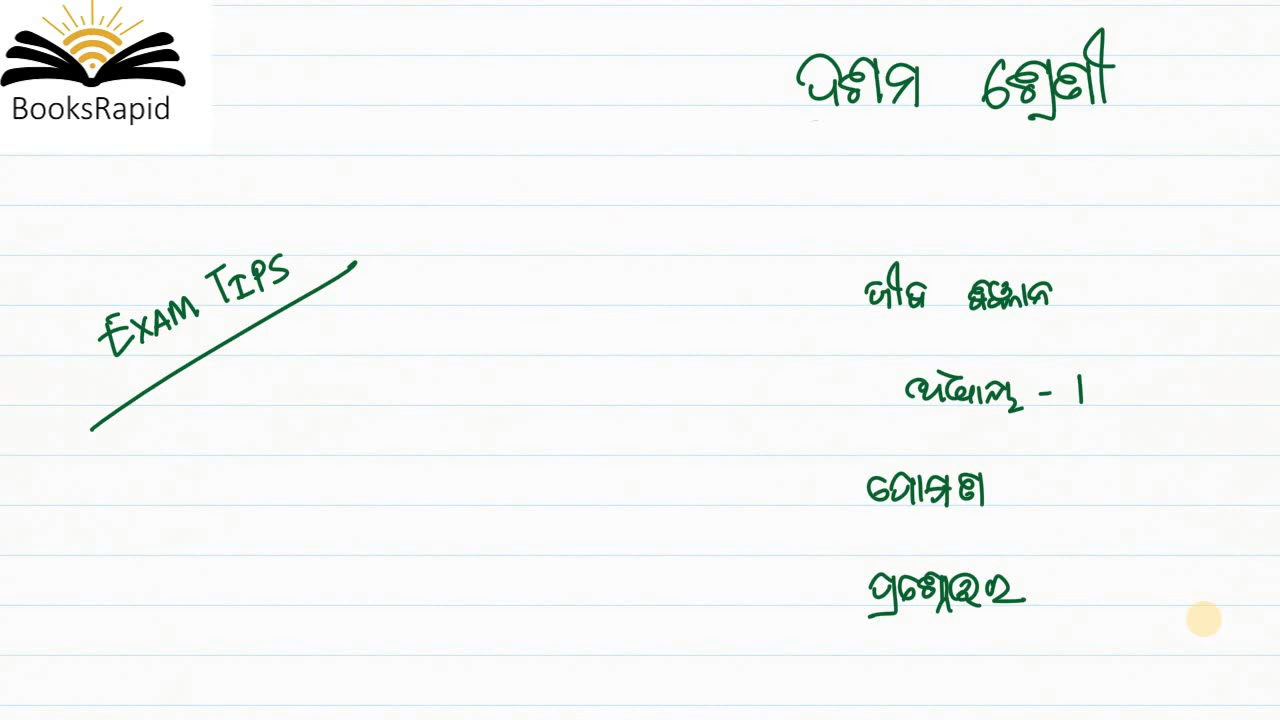 BooksRapid
ଦଶମ ଶ୍ରେଣୀ
EXAM TIPS
ଜୀବ ବିଜ୍ଞାନ
ଅଧ୍ୟାୟ - 1
ପୋଷଣ
ପ୍ରଶ୍ନୋତ୍ତର